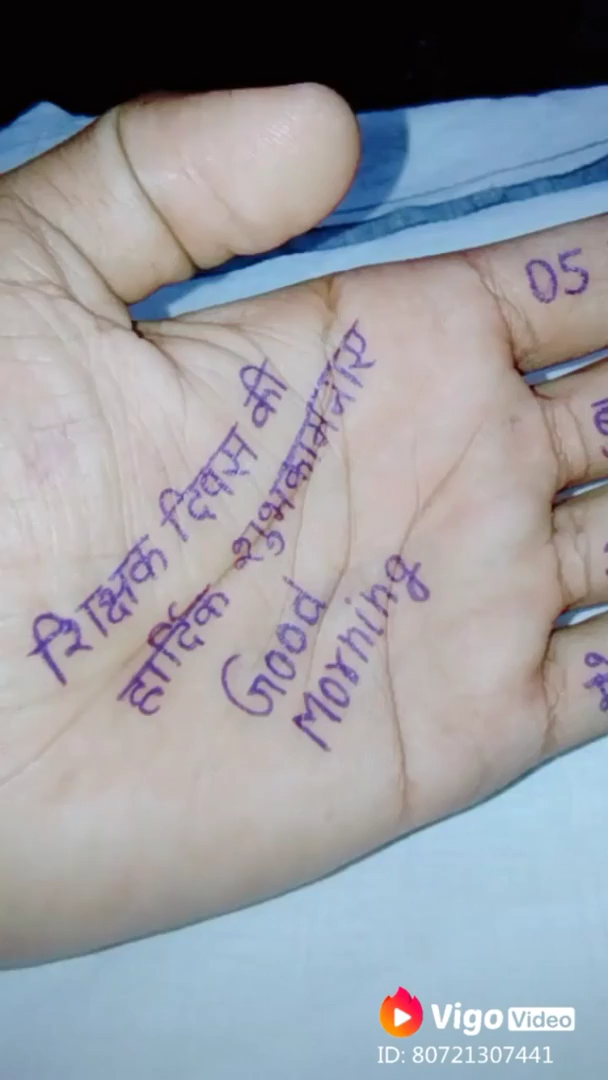 शिक्षक दिवस की
हार्दिक शुभकामनाए
Good
Morning
05
Vigo Video
ID: 80721307441